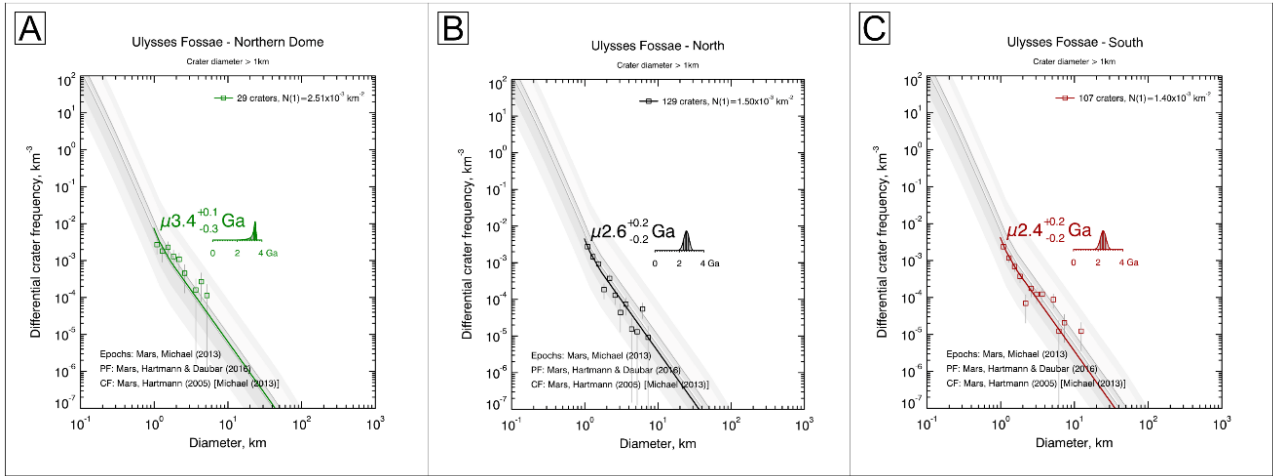 A
Ulysses Fossae - Northern Dome
Crater diameter > 1km
29 craters, N(1)=2.51x10⁻³ km⁻²
Differential crater frequency, km⁻³
10²
10¹
10⁰
10⁻¹
10⁻²
10⁻³
10⁻⁴
10⁻⁵
10⁻⁶
10⁻⁷
μ3.4 +0.1 -0.3 Ga
0 2 4 Ga
Epochs: Mars, Michael (2013)
PF: Mars, Hartmann & Daubar (2016)
CF: Mars, Hartmann (2005) [Michael (2013)]
10⁻¹ 10⁰ 10¹ 10² 10³
Diameter, km
B
Ulysses Fossae - North
Crater diameter > 1km
129 craters, N(1)=1.50x10⁻³ km⁻²
Differential crater frequency, km⁻³
10²
10¹
10⁰
10⁻¹
10⁻²
10⁻³
10⁻⁴
10⁻⁵
10⁻⁶
10⁻⁷
μ2.6 +0.2 -0.2 Ga
0 2 4 Ga
Epochs: Mars, Michael (2013)
PF: Mars, Hartmann & Daubar (2016)
CF: Mars, Hartmann (2005) [Michael (2013)]
10⁻¹ 10⁰ 10¹ 10² 10³
Diameter, km
C
Ulysses Fossae - South
Crater diameter > 1km
107 craters, N(1)=1.40x10⁻³ km⁻²
Differential crater frequency, km⁻³
10²
10¹
10⁰
10⁻¹
10⁻²
10⁻³
10⁻⁴
10⁻⁵
10⁻⁶
10⁻⁷
μ2.4 +0.2 -0.2 Ga
0 2 4 Ga
Epochs: Mars, Michael (2013)
PF: Mars, Hartmann & Daubar (2016)
CF: Mars, Hartmann (2005) [Michael (2013)]
10⁻¹ 10⁰ 10¹ 10² 10³
Diameter, km